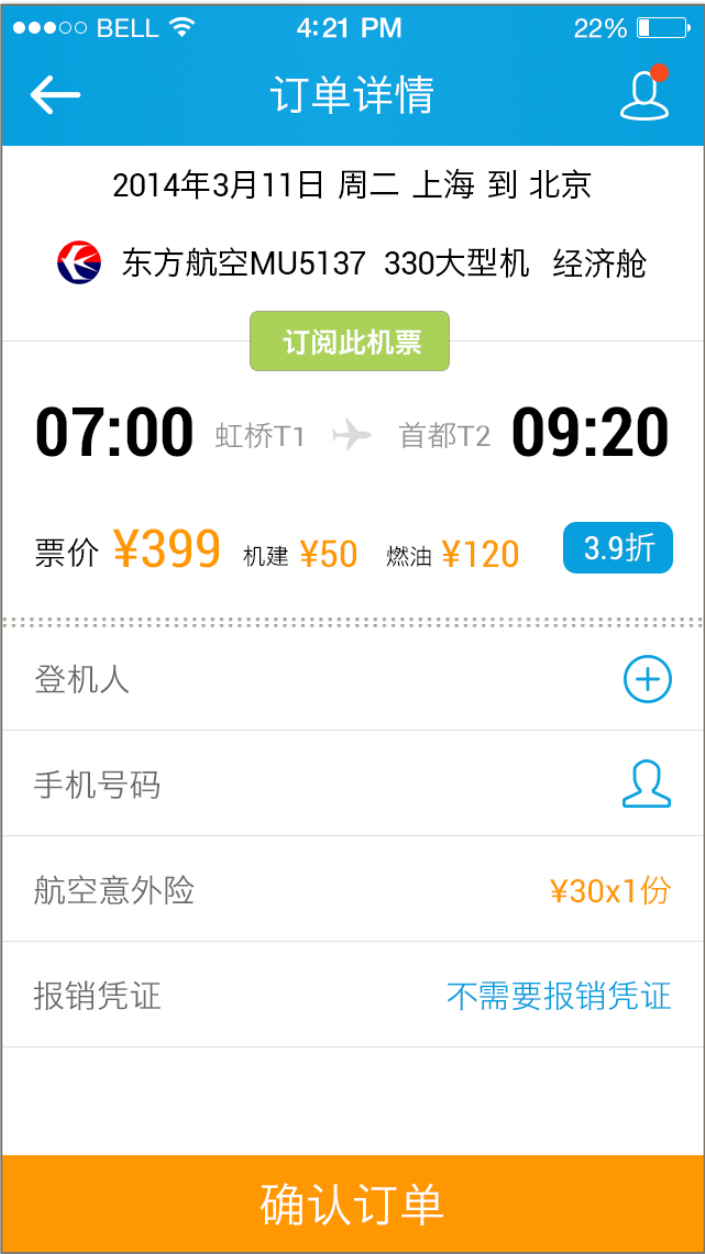 BELL 4:21 PM 22%
订单详情
2014年3月11日 周二 上海 到 北京
东方航空MU5137 330大型机 经济舱
订阅此机票
07:00 虹桥T1 首都T2 09:20
票价 ¥399 机建 ¥50 燃油 ¥120 3.9折
登机人
手机号码
航空意外险 ¥30x1份
报销凭证 不需要报销凭证
确认订单